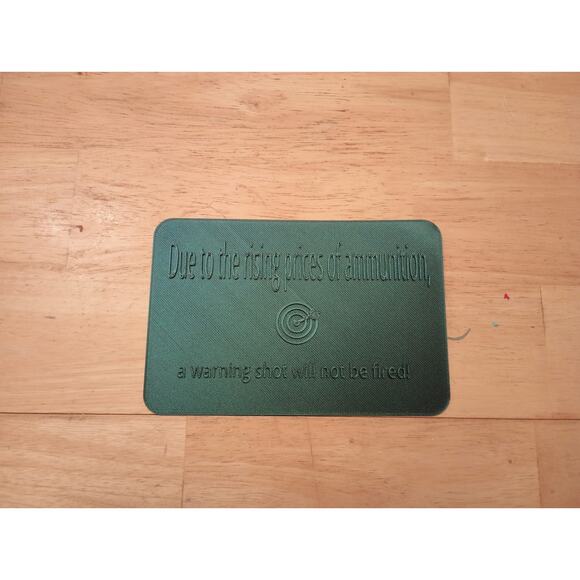 Due to the rising prices of ammunition,
a warning shot will not be fired!